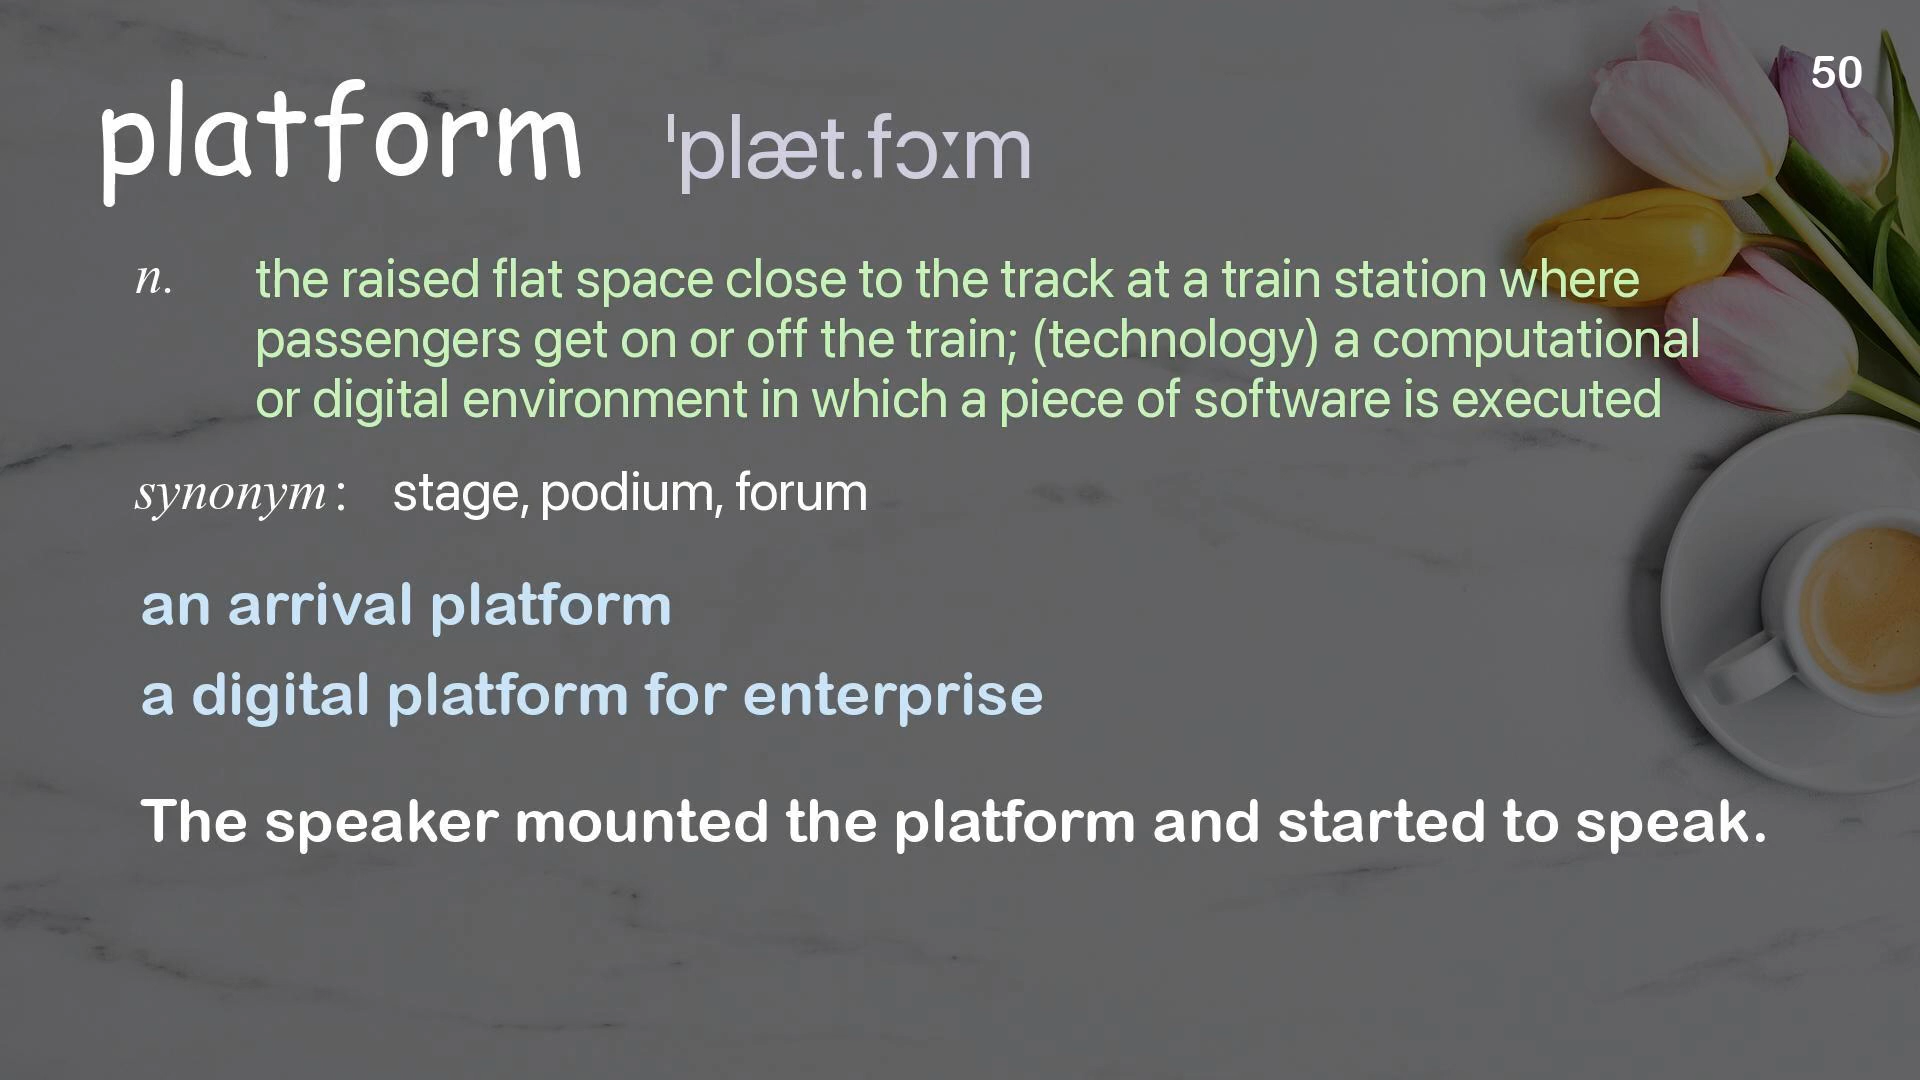 50
platform ˈplæt.fɔːm
n. the raised flat space close to the track at a train station where
passengers get on or off the train; (technology) a computational
or digital environment in which a piece of software is executed
synonym: stage, podium, forum
an arrival platform
a digital platform for enterprise
The speaker mounted the platform and started to speak.